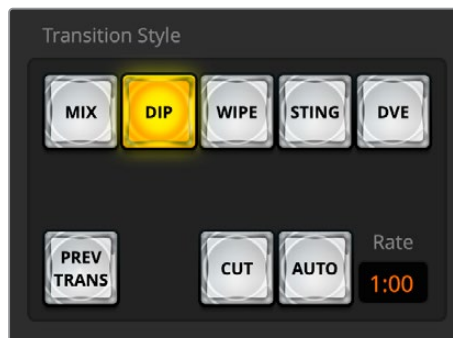 Transition Style
MIX DIP WIPE STING DVE
PREV
TRANS
CUT AUTO
Rate
1:00